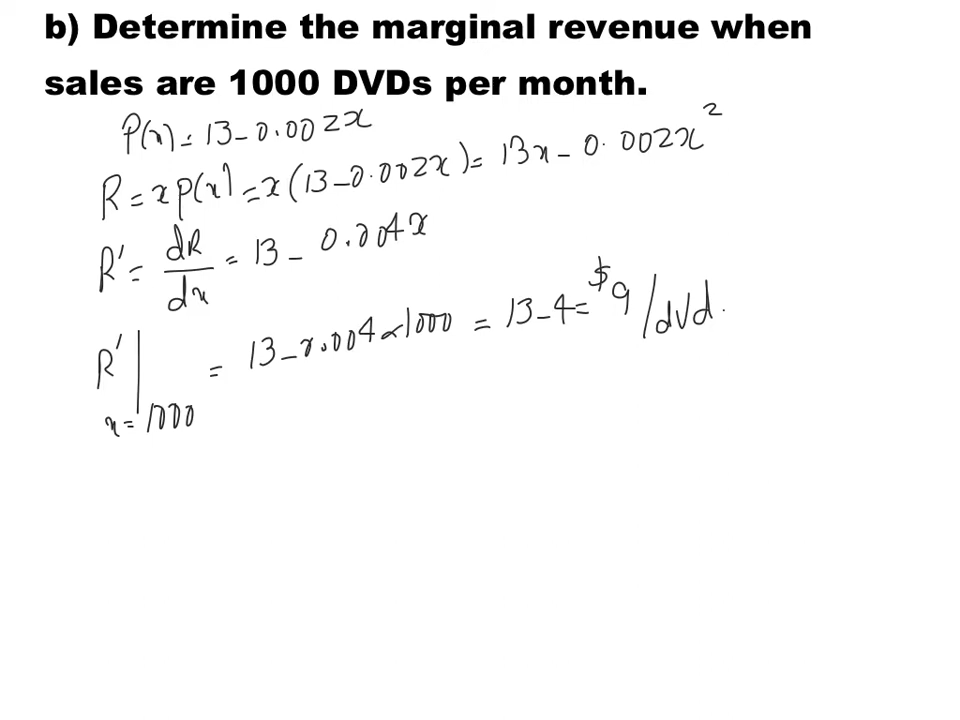 b) Determine the marginal revenue when
sales are 1000 DVDs per month.
P(x) = 13 - 0.002x
R = x p(x) = x(13 - 0.002x) = 13x - 0.002x²
R' = dR/dx = 13 - 0.004x
R'|x=1000 = 13 - 0.004 × 1000 = 13 - 4 = $9/dvd.